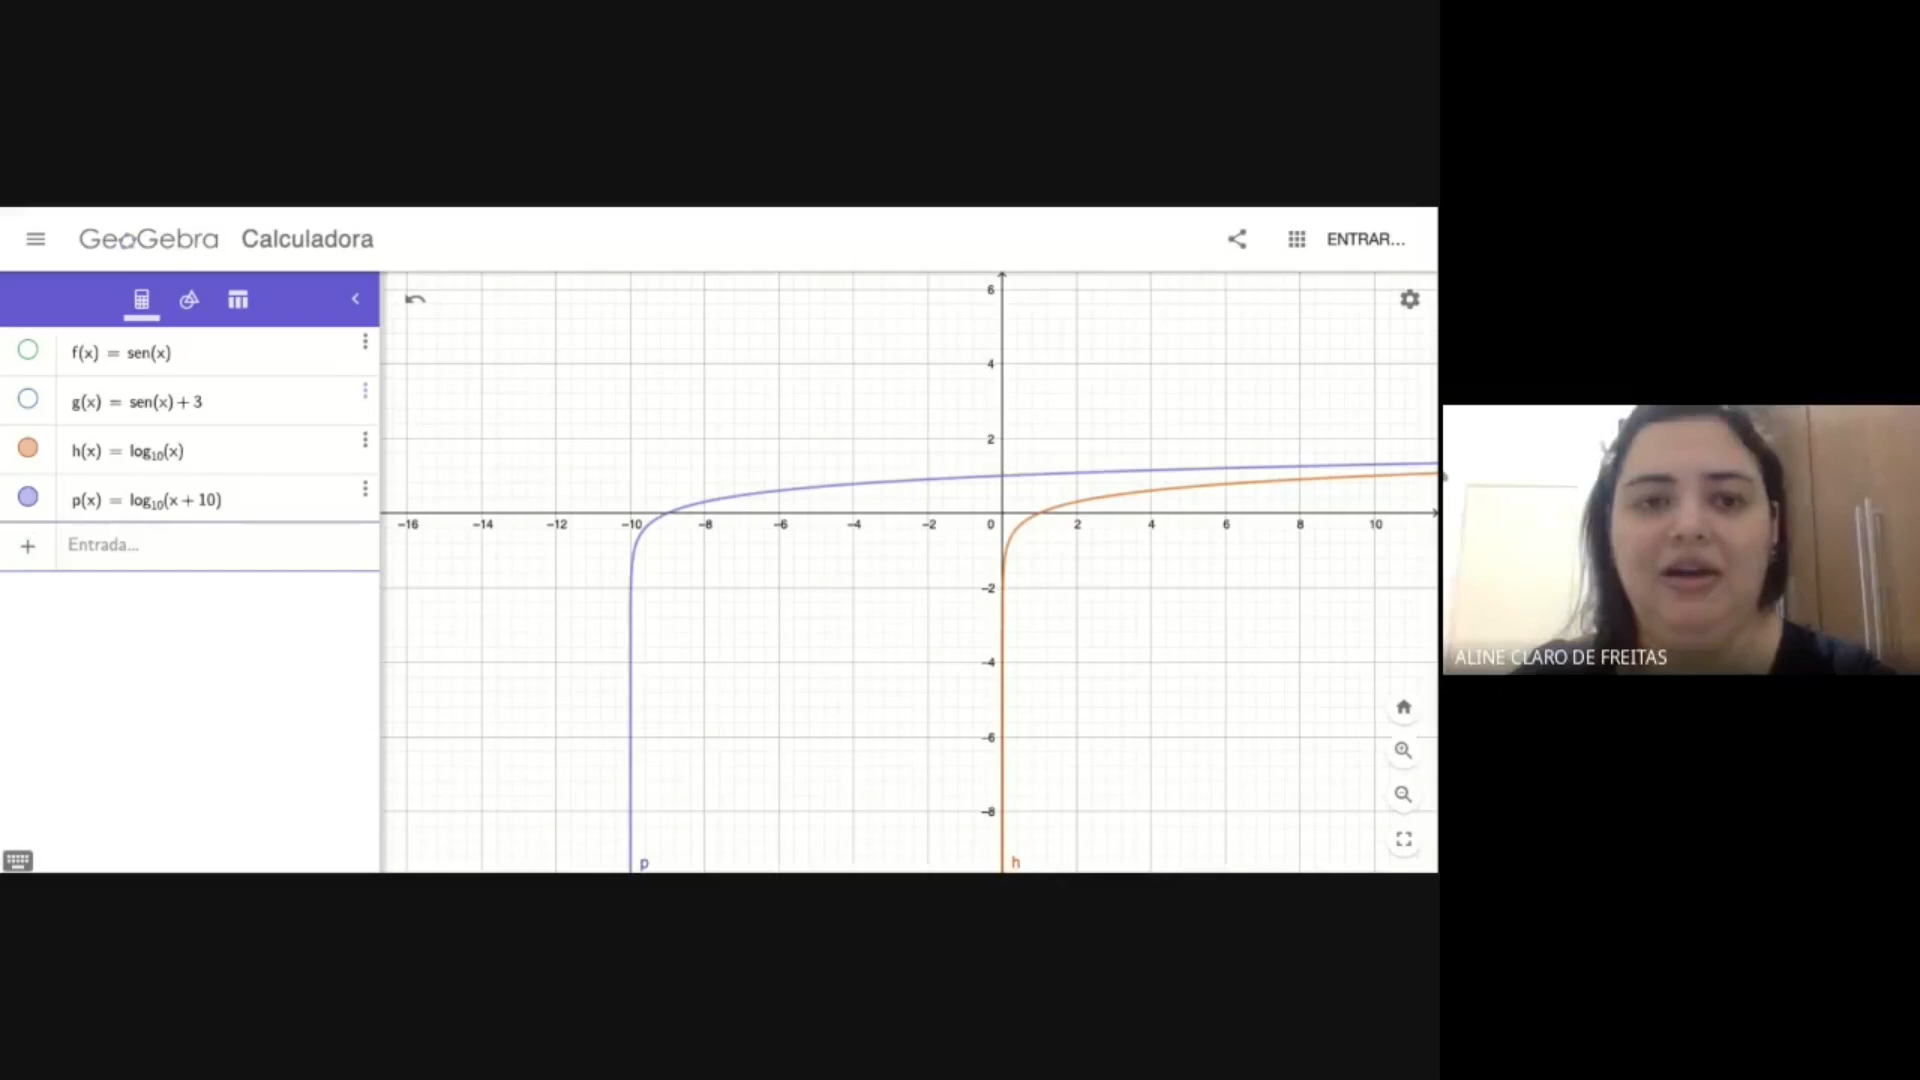 GeoGebra Calculadora
ENTRAR...
f(x) = sen(x)
g(x) = sen(x) + 3
h(x) = log₁₀(x)
p(x) = log₁₀(x + 10)
+ Entrada...
6
4
2
−16 −14 −12 −10 −8 −6 −4 −2 0 2 4 6 8 10
−2
−4
−6
−8
p h
ALINE CLARO DE FREITAS